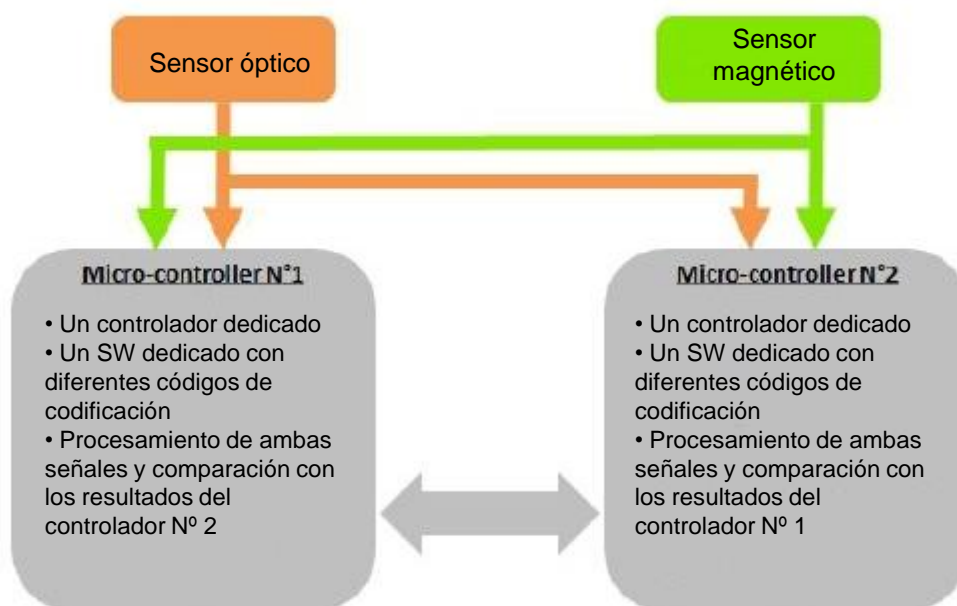 Sensor óptico
Sensor
magnético
Micro-controller N°1
• Un controlador dedicado
• Un SW dedicado con
diferentes códigos de
codificación
• Procesamiento de ambas
señales y comparación con
los resultados del
controlador Nº 2
Micro-controller N°2
• Un controlador dedicado
• Un SW dedicado con
diferentes códigos de
codificación
• Procesamiento de ambas
señales y comparación con
los resultados del
controlador Nº 1